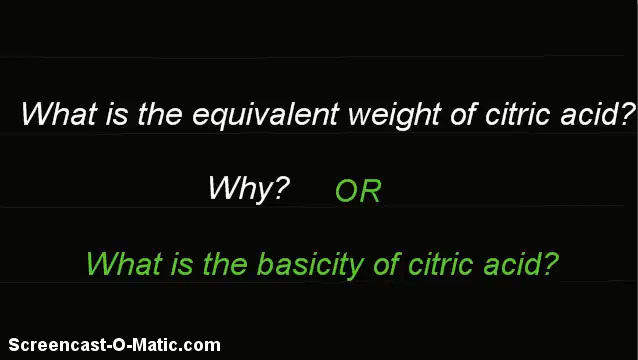 What is the equivalent weight of citric acid?
Why? OR
What is the basicity of citric acid?
Screencast-O-Matic.com